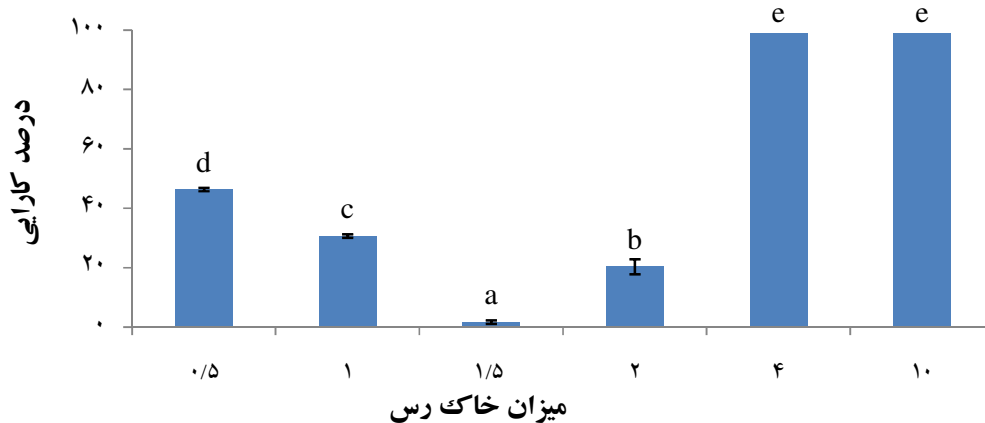 درصد کارایی
۱۰۰
۸۰
۶۰
۴۰
۲۰
۰
d c a b e e
۰/۵ ۱ ۱/۵ ۲ ۴ ۱۰
میزان خاک رس